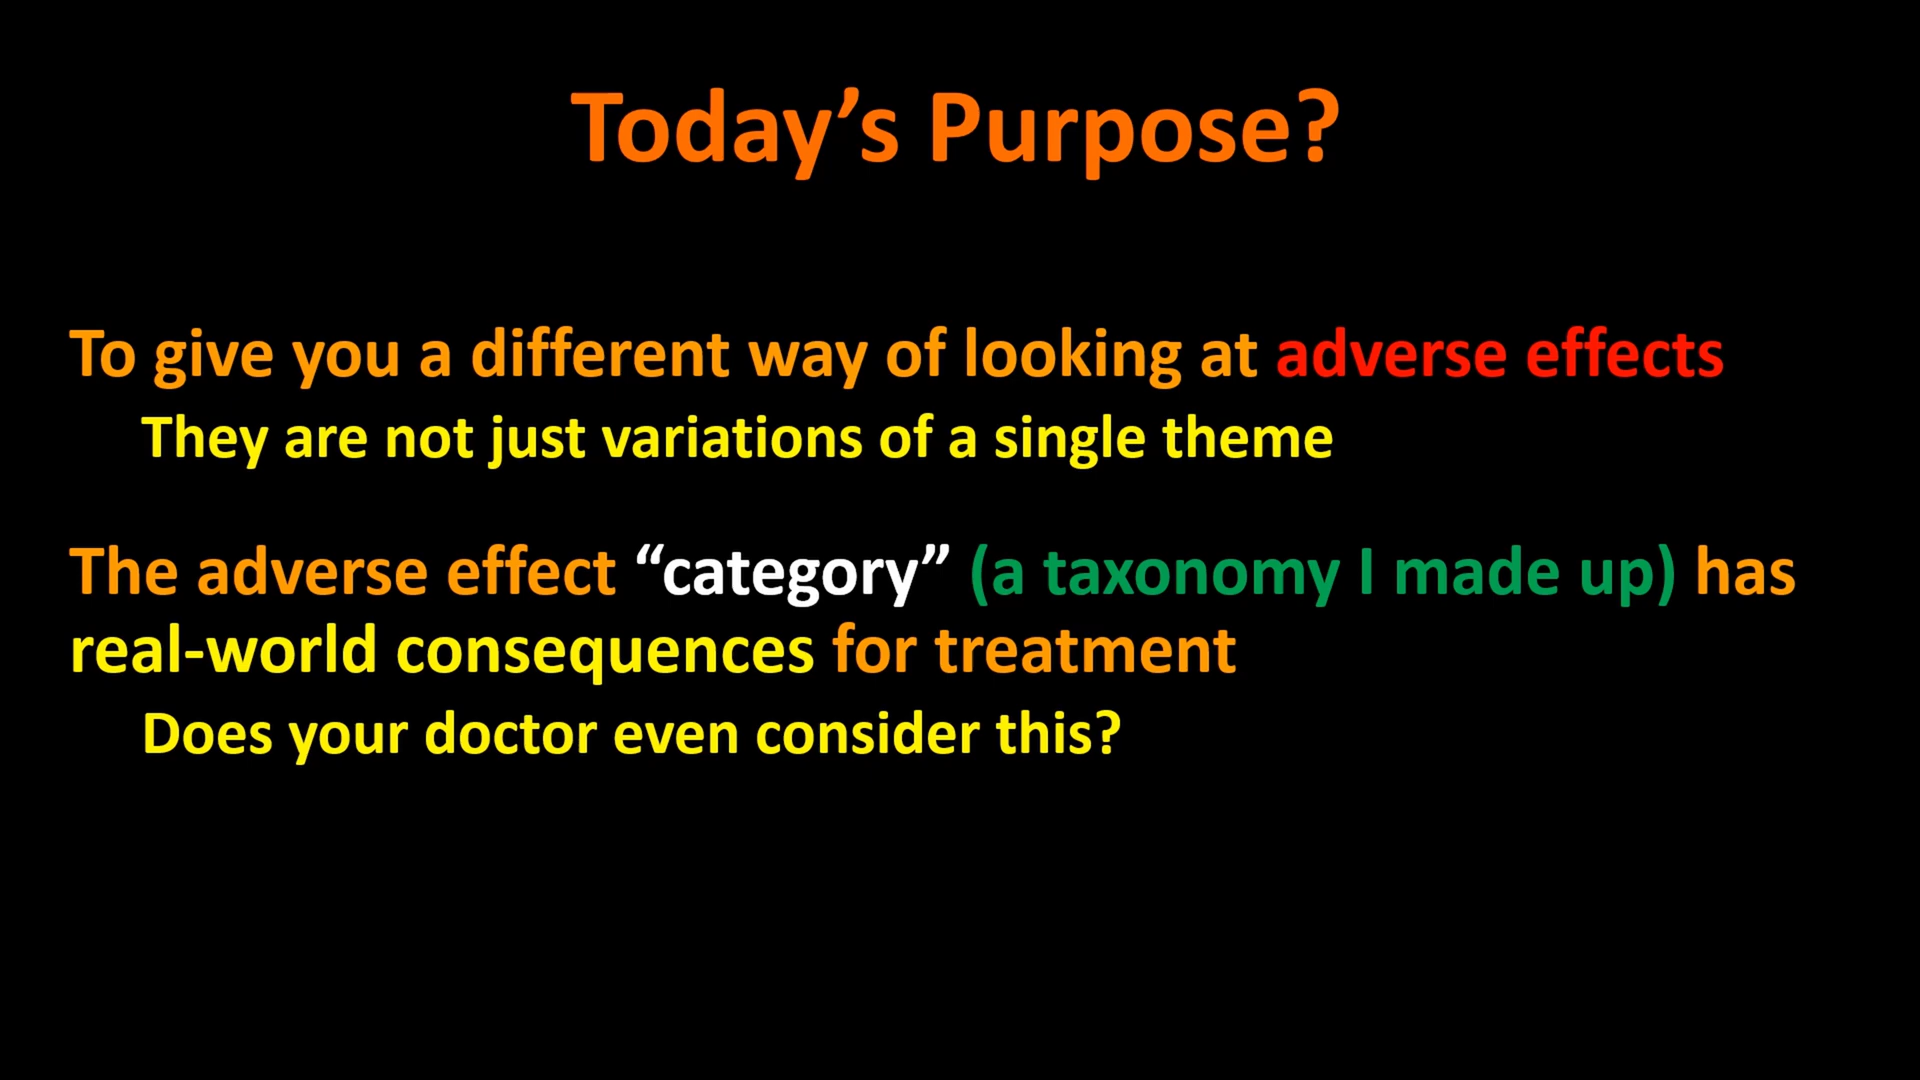 Today’s Purpose?
To give you a different way of looking at adverse effects
They are not just variations of a single theme
The adverse effect “category” (a taxonomy I made up) has
real-world consequences for treatment
Does your doctor even consider this?